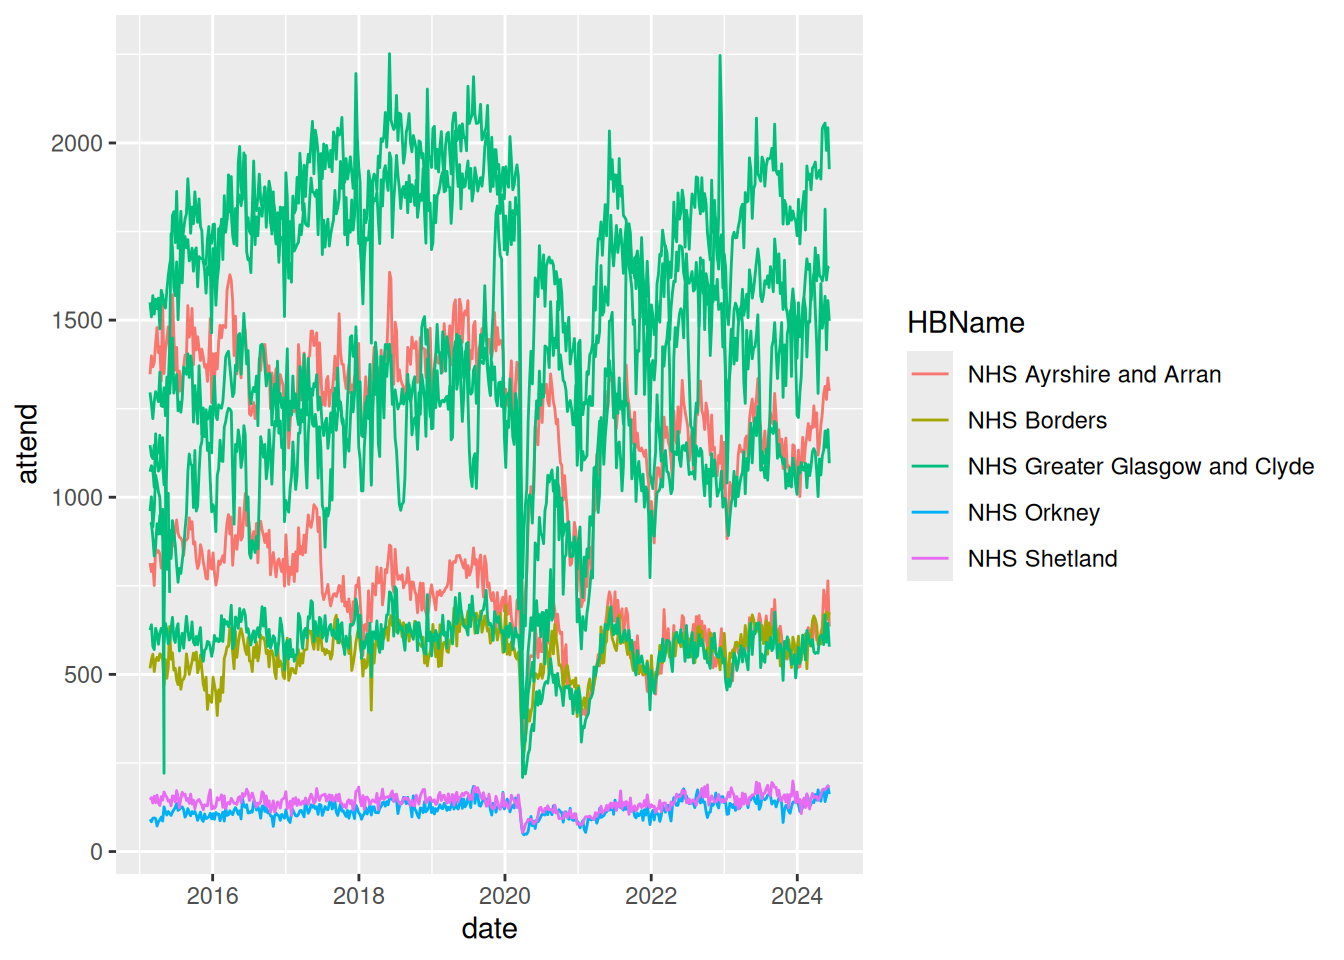 2000
1500
1000
500
0
attend
2016 2018 2020 2022 2024
date
HBName
NHS Ayrshire and Arran
NHS Borders
NHS Greater Glasgow and Clyde
NHS Orkney
NHS Shetland